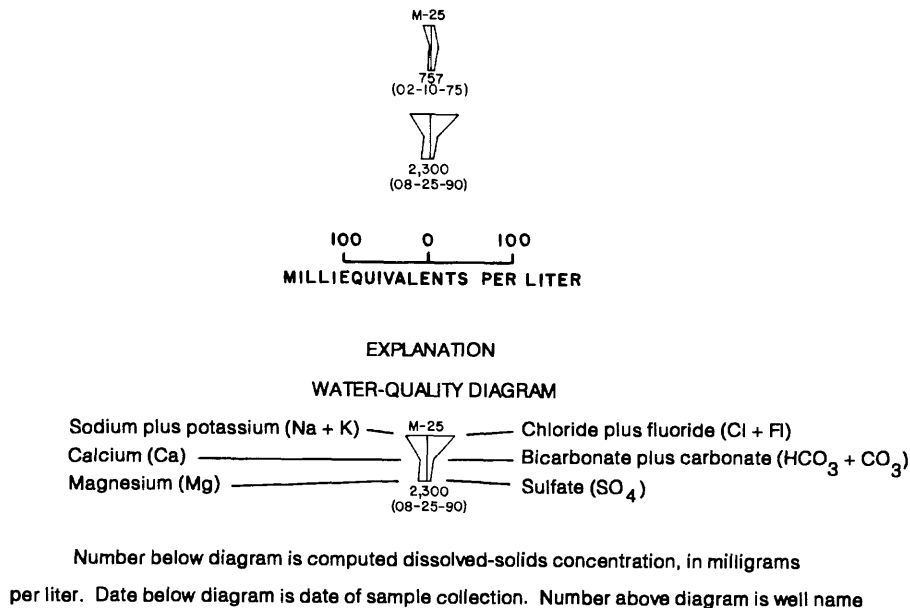 M-25
757
(02-10-75)
2,300
(08-25-90)
100 0 100
MILLIEQUIVALENTS PER LITER
EXPLANATION
WATER-QUALITY DIAGRAM
Sodium plus potassium (Na + K) M-25 Chloride plus fluoride (Cl + Fl)
Calcium (Ca) Bicarbonate plus carbonate (HCO3 + CO3)
Magnesium (Mg) 2,300 Sulfate (SO4)
(08-25-90)
Number below diagram is computed dissolved-solids concentration, in milligrams
per liter. Date below diagram is date of sample collection. Number above diagram is well name